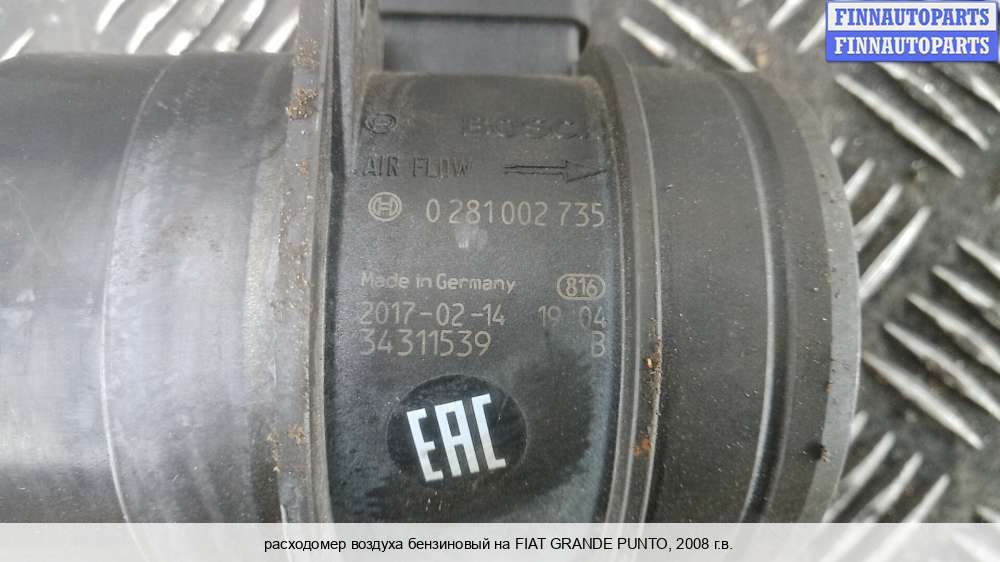 FINNAUTOPARTS
FINNAUTOPARTS
BOSCH
AIR FLOW
0 281 002 735
Made in Germany 816
2017-02-14 19 04
34311539 B
EAC
расходомер воздуха бензиновый на FIAT GRANDE PUNTO, 2008 г.в.